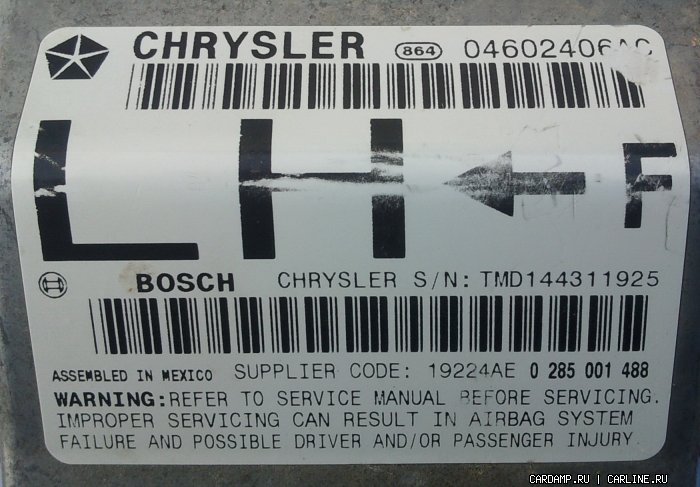 CHRYSLER 864 04602406AC
LH F
BOSCH CHRYSLER S/N: TMD144311925
ASSEMBLED IN MEXICO SUPPLIER CODE: 19224AE 0 285 001 488
WARNING: REFER TO SERVICE MANUAL BEFORE SERVICING.
IMPROPER SERVICING CAN RESULT IN AIRBAG SYSTEM
FAILURE AND POSSIBLE DRIVER AND/OR PASSENGER INJURY.
CARDAMP.RU | CARLINE.RU